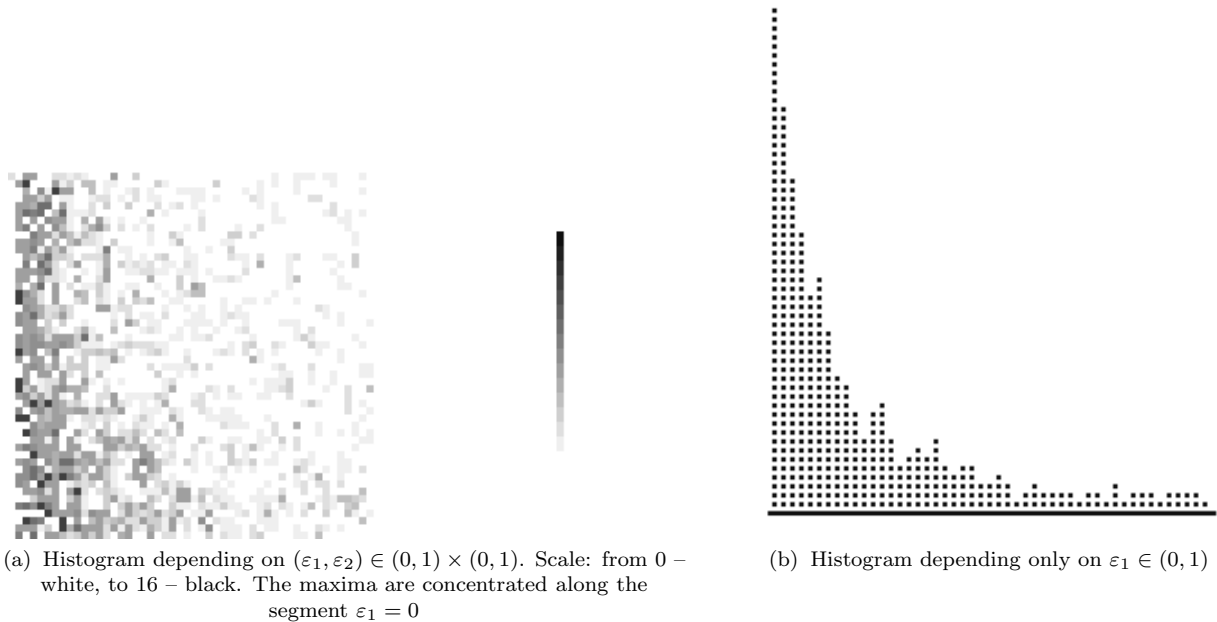 (a) Histogram depending on (ε₁, ε₂) ∈ (0, 1) × (0, 1). Scale: from 0 –
white, to 16 – black. The maxima are concentrated along the
segment ε₁ = 0
(b) Histogram depending only on ε₁ ∈ (0, 1)